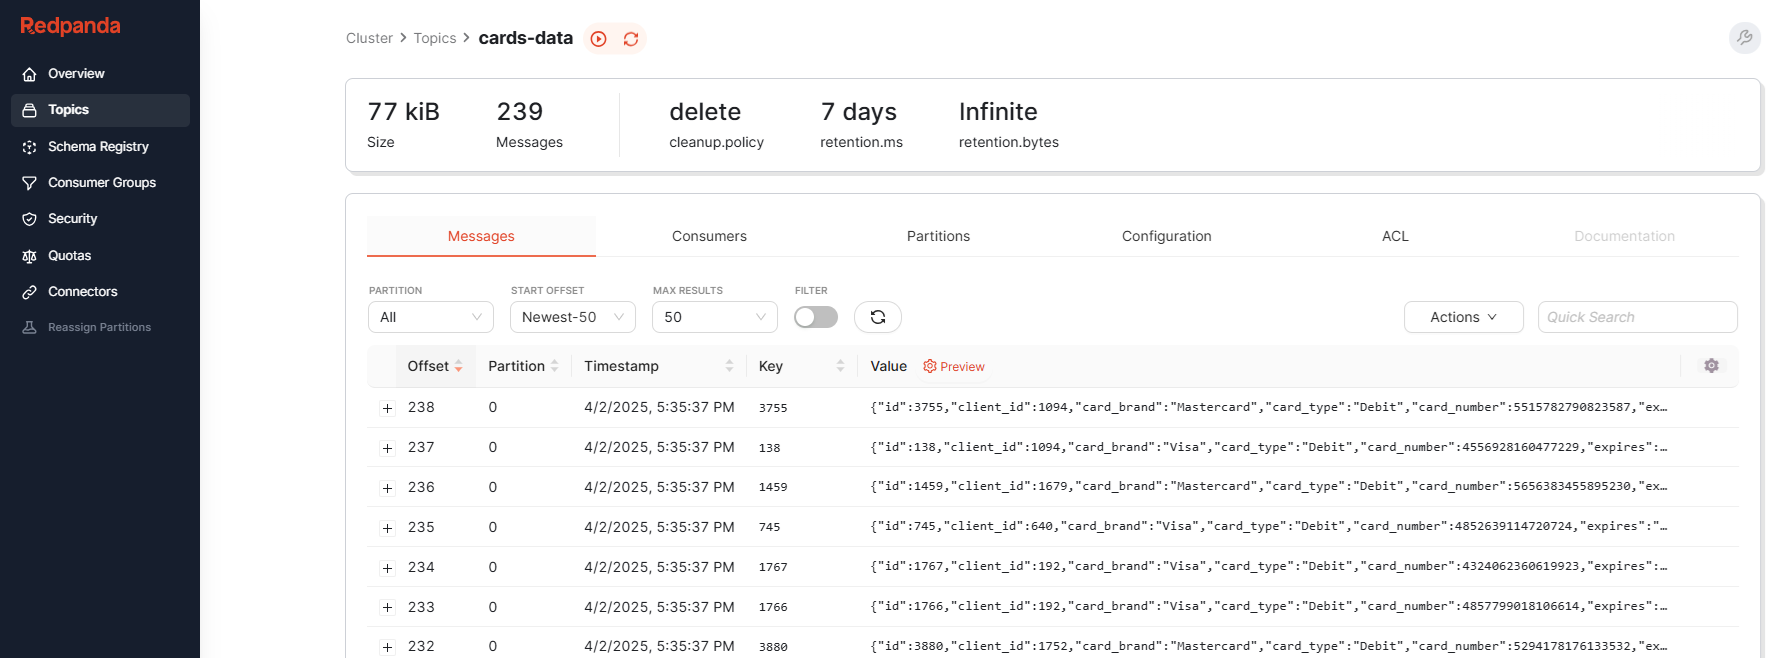 Redpanda
Overview
Topics
Schema Registry
Consumer Groups
Security
Quotas
Connectors
Reassign Partitions
Cluster > Topics > cards-data
77 kiB 239 delete 7 days Infinite
Size Messages cleanup.policy retention.ms retention.bytes
Messages Consumers Partitions Configuration ACL Documentation
PARTITION START OFFSET MAX RESULTS FILTER
All Newest-50 50 Actions Quick Search
Offset Partition Timestamp Key Value Preview
238 0 4/2/2025, 5:35:37 PM 3755 {"id":3755,"client_id":1094,"card_brand":"Mastercard","card_type":"Debit","card_number":5515782790823587,"ex…
237 0 4/2/2025, 5:35:37 PM 138 {"id":138,"client_id":1094,"card_brand":"Visa","card_type":"Debit","card_number":4556928160477229,"expires":…
236 0 4/2/2025, 5:35:37 PM 1459 {"id":1459,"client_id":1679,"card_brand":"Mastercard","card_type":"Debit","card_number":5656383455895230,"ex…
235 0 4/2/2025, 5:35:37 PM 745 {"id":745,"client_id":640,"card_brand":"Visa","card_type":"Debit","card_number":4852639114720724,"expires":"…
234 0 4/2/2025, 5:35:37 PM 1767 {"id":1767,"client_id":192,"card_brand":"Visa","card_type":"Debit","card_number":4324062360619923,"expires":…
233 0 4/2/2025, 5:35:37 PM 1766 {"id":1766,"client_id":192,"card_brand":"Visa","card_type":"Debit","card_number":4857799018106614,"expires":…
232 0 4/2/2025, 5:35:37 PM 3880 {"id":3880,"client_id":1752,"card_brand":"Mastercard","card_type":"Debit","card_number":5294178176133532,"ex…